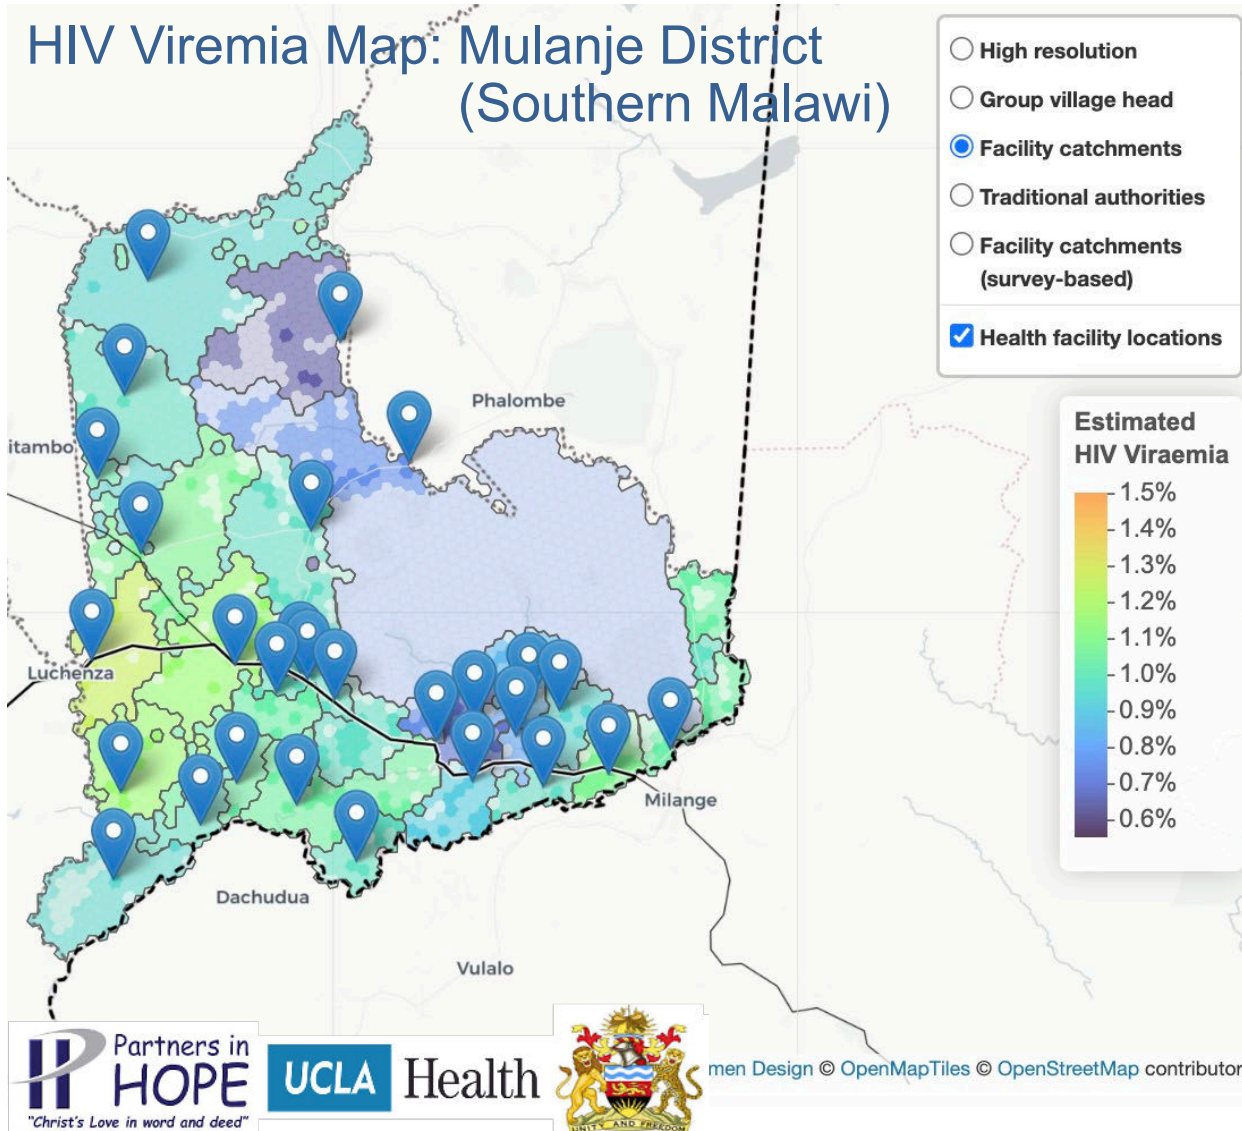 HIV Viremia Map: Mulanje District
(Southern Malawi)
High resolution
Group village head
Facility catchments
Traditional authorities
Facility catchments
(survey-based)
Health facility locations
Phalombe
itambo
Estimated
HIV Viraemia
1.5%
1.4%
1.3%
1.2%
1.1%
1.0%
0.9%
0.8%
0.7%
0.6%
Luchenza
Milange
Dachudua
Vulalo
Partners in
HOPE
"Christ's Love in word and deed"
UCLA Health
UNITY AND FREEDOM
men Design © OpenMapTiles © OpenStreetMap contributor